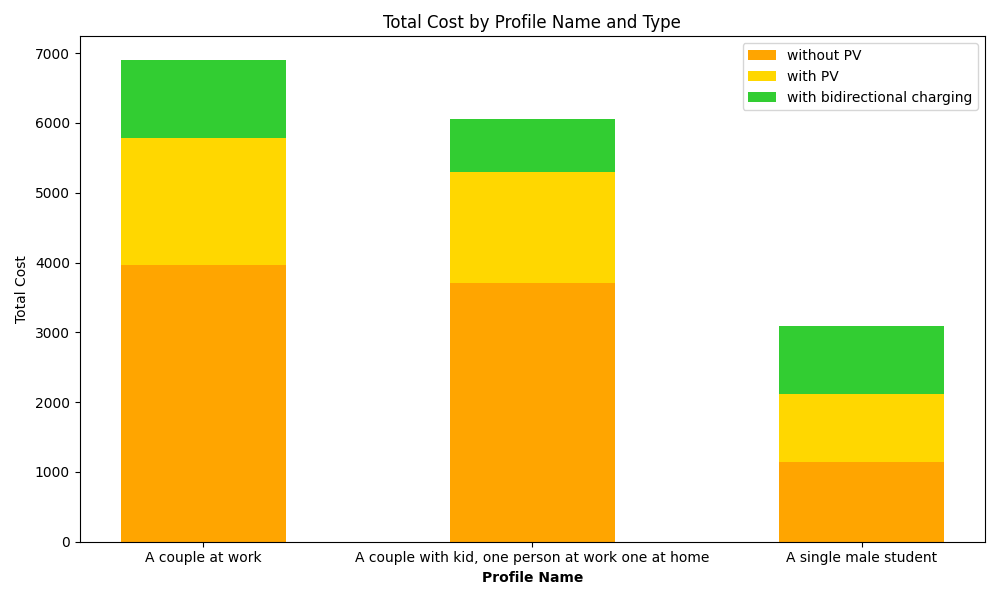 Total Cost by Profile Name and Type
without PV
with PV
with bidirectional charging
Total Cost
7000
6000
5000
4000
3000
2000
1000
0
A couple at work
A couple with kid, one person at work one at home
A single male student
Profile Name